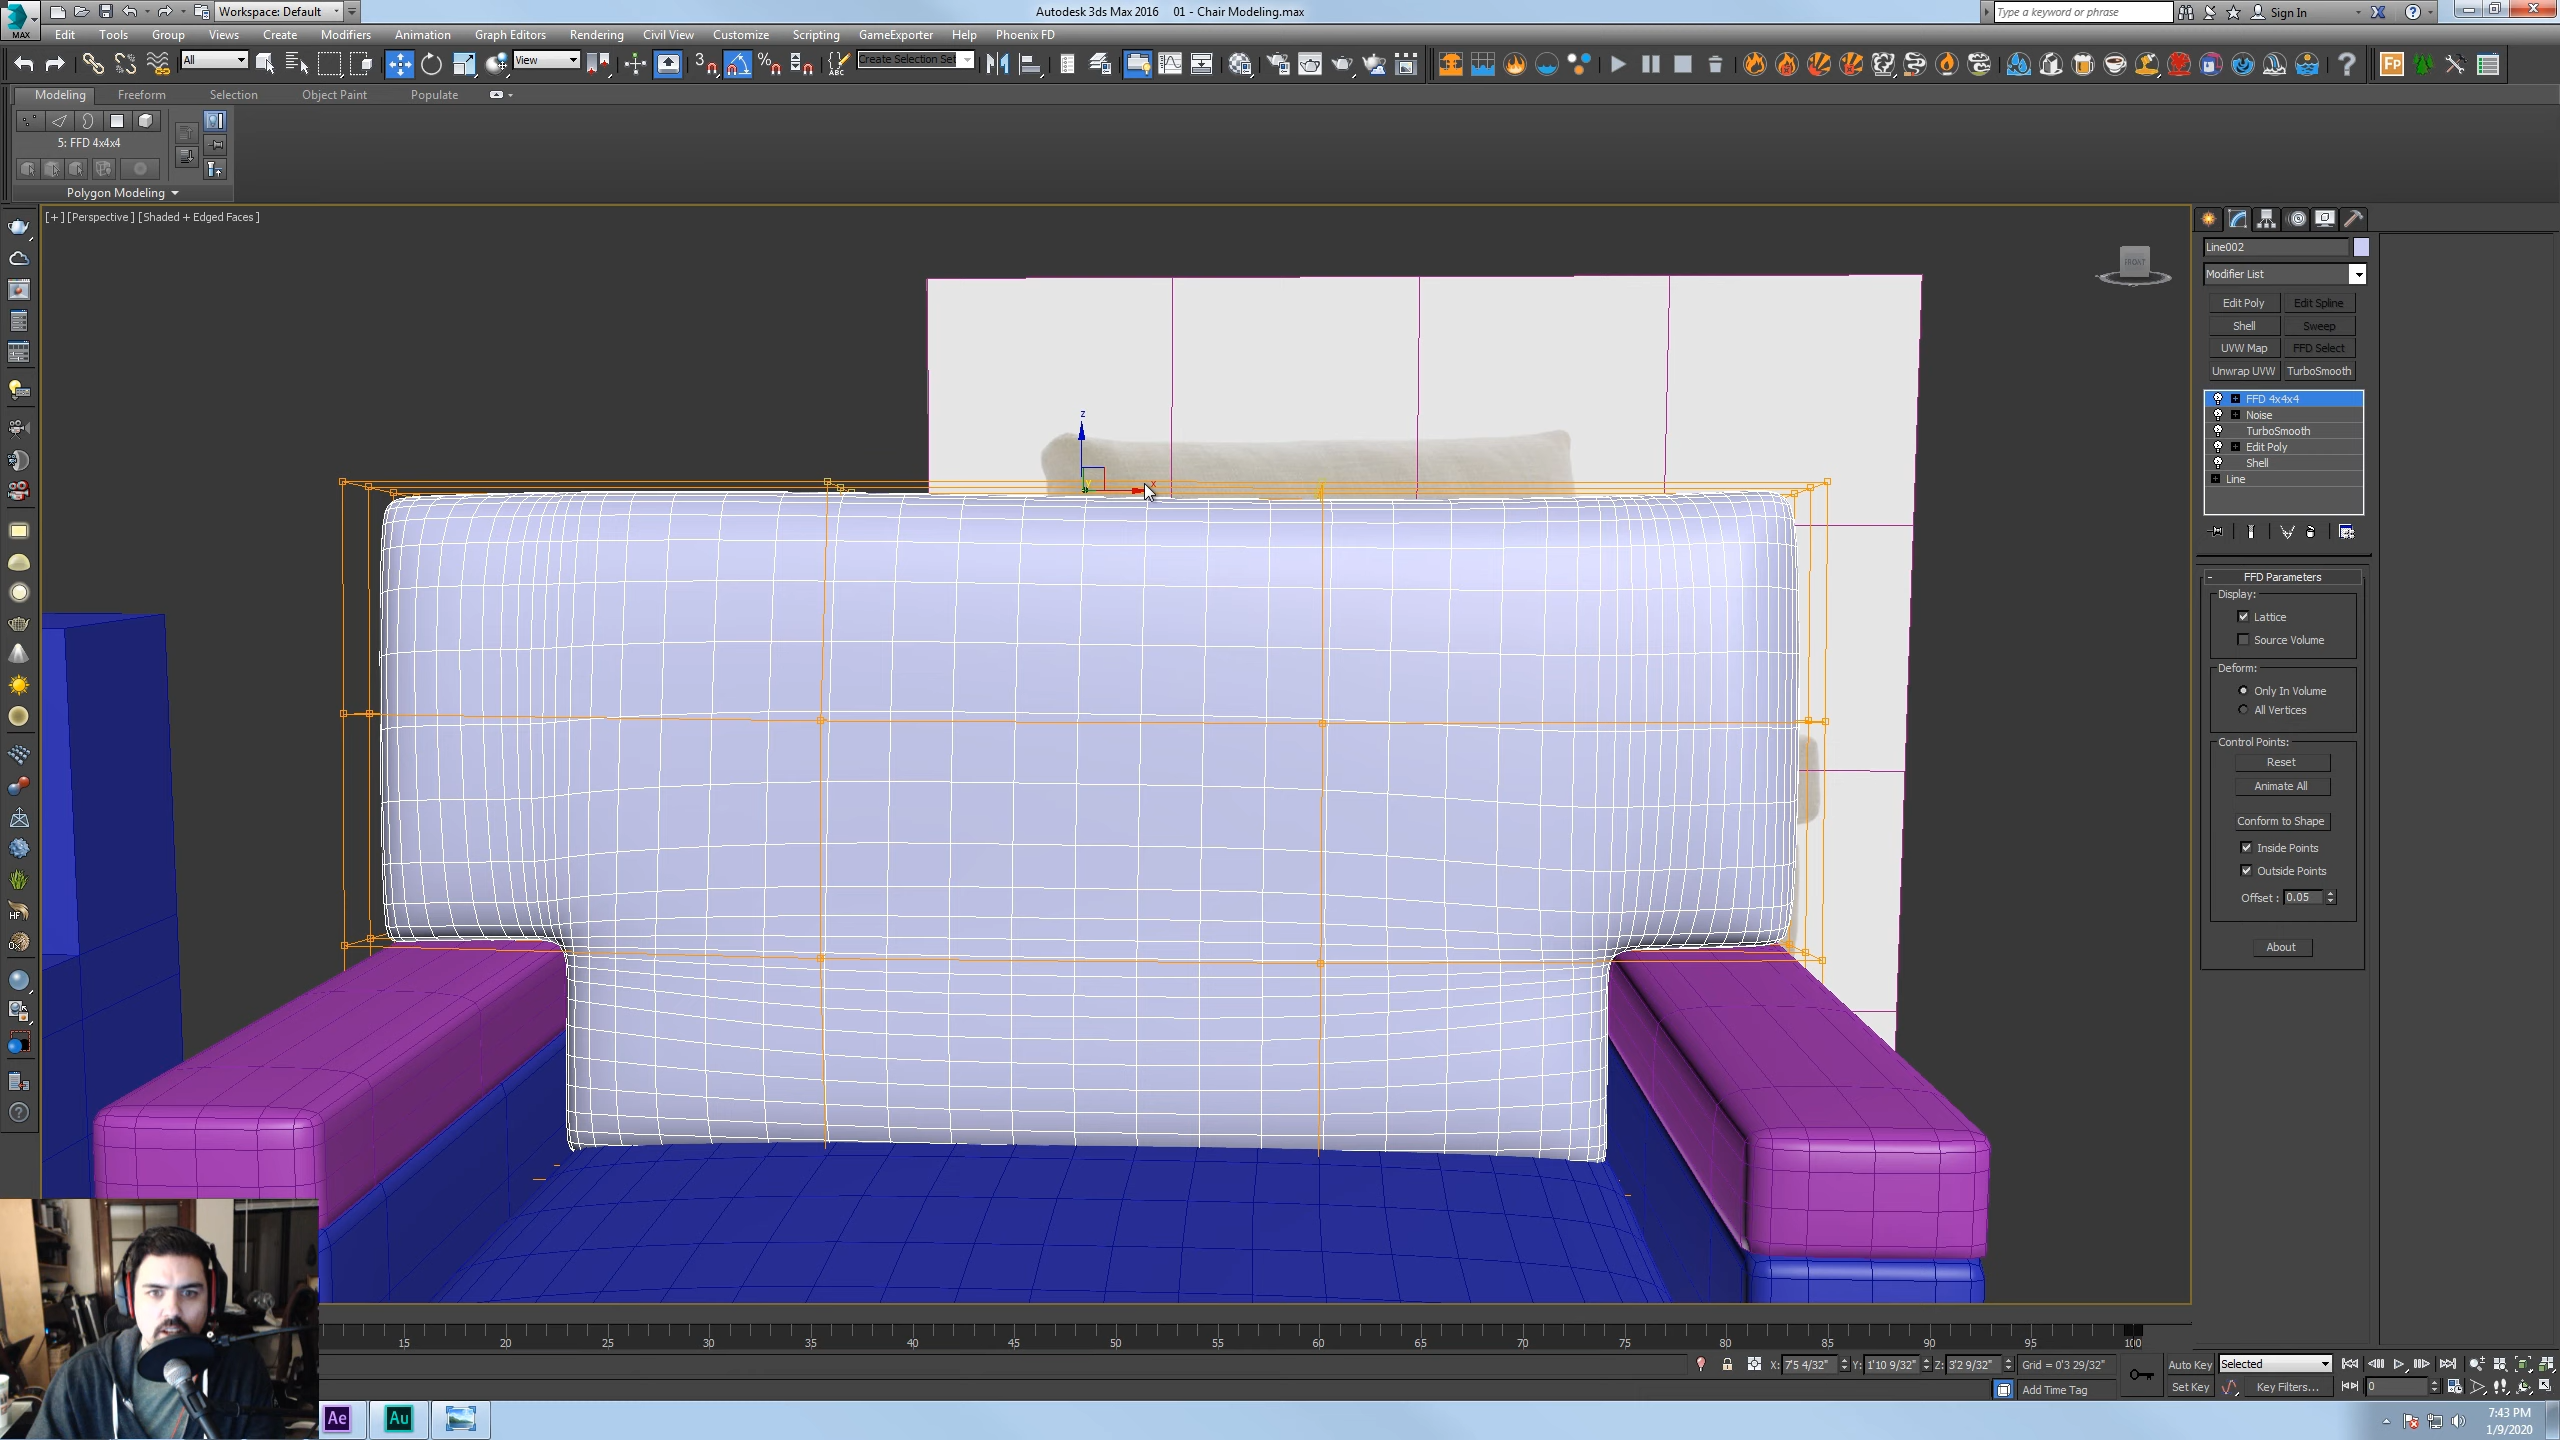 Workspace: Default
Autodesk 3ds Max 2016 01 - Chair Modeling.max
Type a keyword or phrase
Sign In
MAX
Edit Tools Group Views Create Modifiers Animation Graph Editors Rendering Civil View Customize Scripting GameExporter Help Phoenix FD
All
View
3
ABC
Create Selection Set
Fp
Modeling Freeform Selection Object Paint Populate
5: FFD 4x4x4
Polygon Modeling
[+] [Perspective] [Shaded + Edged Faces]
FRONT
Line002
Modifier List
Edit Poly Edit Spline
Shell Sweep
UVW Map FFD Select
Unwrap UVW TurboSmooth
FFD 4x4x4
Noise
TurboSmooth
Edit Poly
Shell
Line
z
x
y
FFD Parameters
Display:
Lattice
Source Volume
Deform:
Only In Volume
All Vertices
Control Points:
Reset
Animate All
Conform to Shape
Inside Points
Outside Points
Offset : 0.05
About
HF
15 20 25 30 35 40 45 50 55 60 65 70 75 80 85 90 95 100
X: 7'5 4/32" Y: 1'10 9/32" Z: 3'2 9/32" Grid = 0'3 29/32"
Add Time Tag
Auto Key Selected
Set Key Key Filters...
0
Ae Au
7:43 PM
1/9/2020